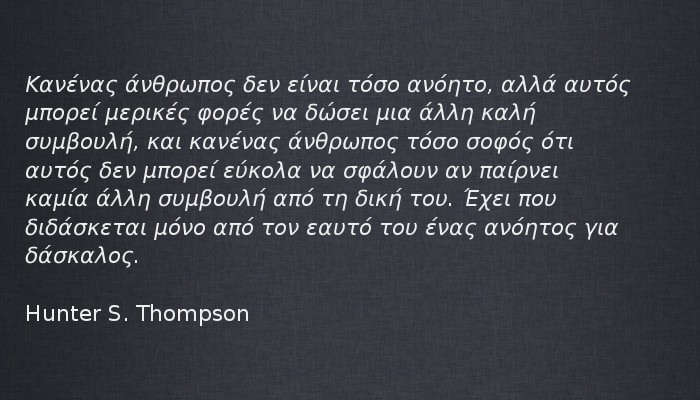 Κανένας άνθρωπος δεν είναι τόσο ανόητο, αλλά αυτός
μπορεί μερικές φορές να δώσει μια άλλη καλή
συμβουλή, και κανένας άνθρωπος τόσο σοφός ότι
αυτός δεν μπορεί εύκολα να σφάλουν αν παίρνει
καμία άλλη συμβουλή από τη δική του. Έχει που
διδάσκεται μόνο από τον εαυτό του ένας ανόητος για
δάσκαλος.
Hunter S. Thompson